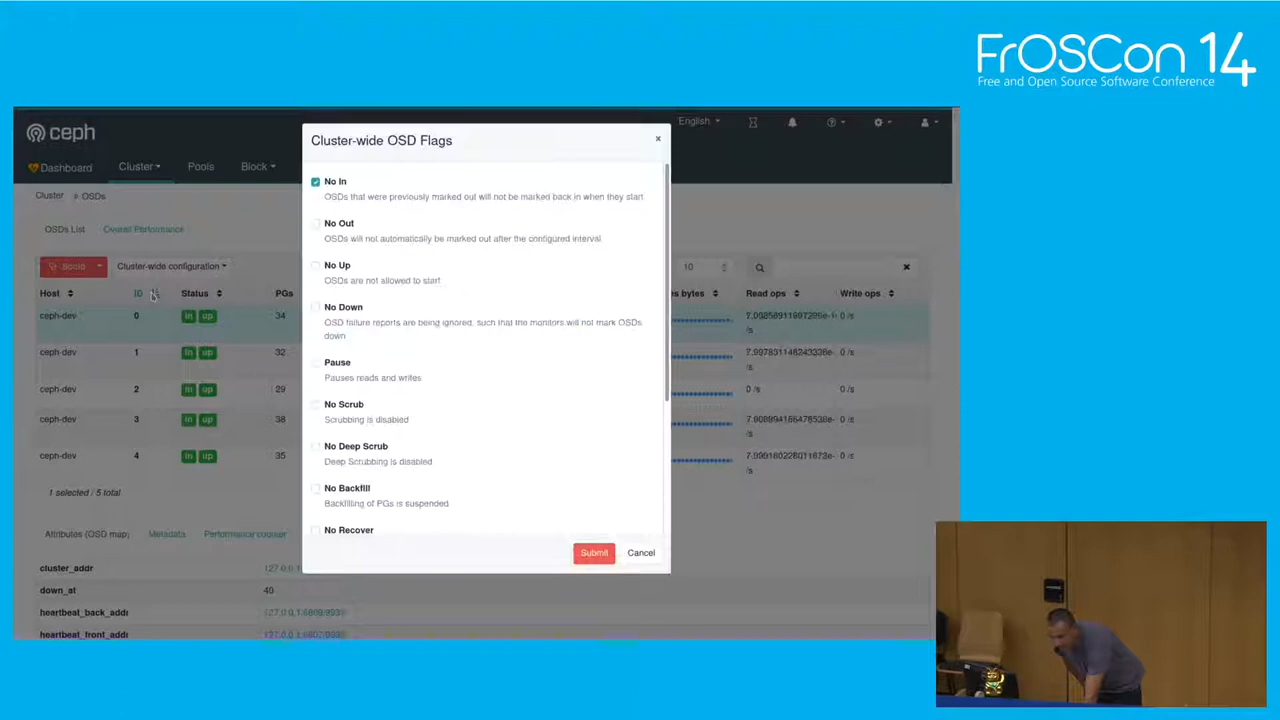 FrOSCon 14
Free and Open Source Software Conference
ceph
English
Dashboard
Cluster
Pools
Block
Cluster
OSDs
OSDs List
Overall Performance
Scrub
Cluster-wide configuration
10
Host
ID
Status
PGs
s bytes
Read ops
Write ops
ceph-dev
0
in
up
34
/s
0 /s
ceph-dev
1
in
up
32
/s
0 /s
ceph-dev
2
in
up
29
0 /s
0 /s
ceph-dev
3
in
up
38
/s
0 /s
ceph-dev
4
in
up
35
/s
0 /s
1 selected / 5 total
Attributes (OSD map)
Metadata
Performance counter
cluster_addr
127.0.0.1
down_at
40
heartbeat_back_addr
heartbeat_front_addr
Cluster-wide OSD Flags
×
No In
OSDs that were previously marked out will not be marked back in when they start
No Out
OSDs will not automatically be marked out after the configured interval
No Up
OSDs are not allowed to start
No Down
OSD failure reports are being ignored, such that the monitors will not mark OSDs
down
Pause
Pauses reads and writes
No Scrub
Scrubbing is disabled
No Deep Scrub
Deep Scrubbing is disabled
No Backfill
Backfilling of PGs is suspended
No Recover
Submit
Cancel